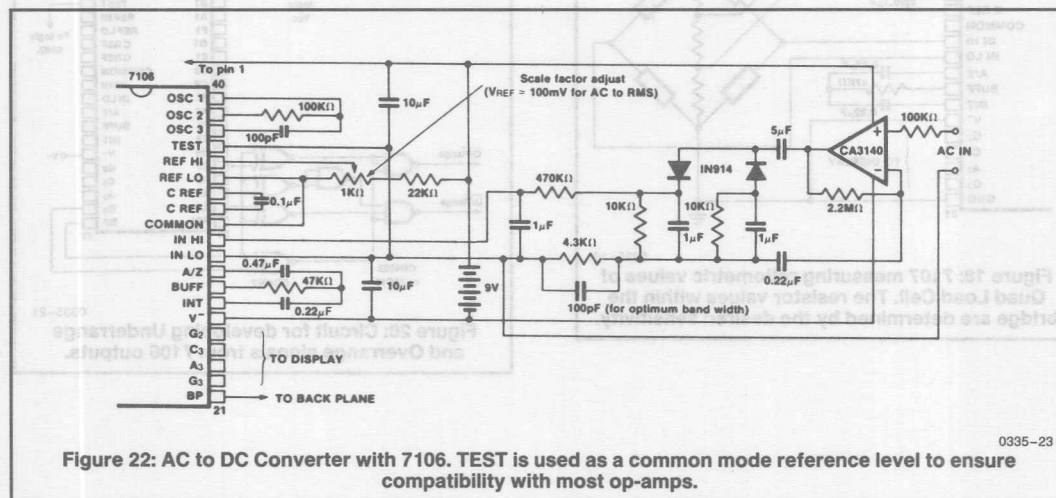 To pin 1
7106
40
OSC 1
OSC 2
OSC 3
TEST
REF HI
REF LO
C REF
C REF
COMMON
IN HI
IN LO
A/Z
BUFF
INT
V⁻
G₂
C₃
A₃
G₃
BP
21
100KΩ
100pF
10µF
Scale factor adjust
(VREF = 100mV for AC to RMS)
1KΩ
22KΩ
0.1µF
470KΩ
1µF
10KΩ
1µF
10KΩ
1µF
IN914
5µF
CA3140
+
−
100KΩ
AC IN
2.2MΩ
4.3KΩ
0.22µF
100pF (for optimum band width)
0.47µF
47KΩ
0.22µF
10µF
9V
TO DISPLAY
TO BACK PLANE
0335–23
Figure 22: AC to DC Converter with 7106. TEST is used as a common mode reference level to ensure
compatibility with most op-amps.
Figure 18: 7107 measuring ratiometric values of
Quad Load Cell. The resistor values within the
bridge are determined by the desired sensitivity.
0335–21
Figure 20: Circuit for developing Underrange
and Overrange signals from 7106 outputs.